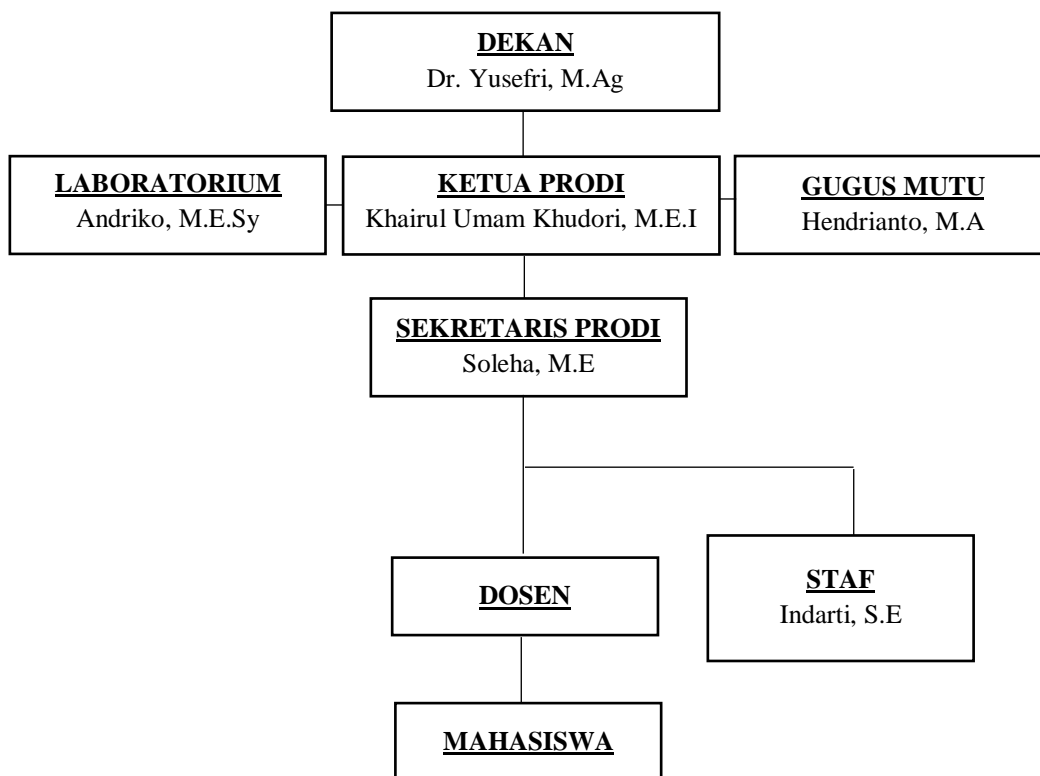 DEKAN
Dr. Yusefri, M.Ag
LABORATORIUM
Andriko, M.E.Sy
KETUA PRODI
Khairul Umam Khudori, M.E.I
GUGUS MUTU
Hendrianto, M.A
SEKRETARIS PRODI
Soleha, M.E
DOSEN
STAF
Indarti, S.E
MAHASISWA